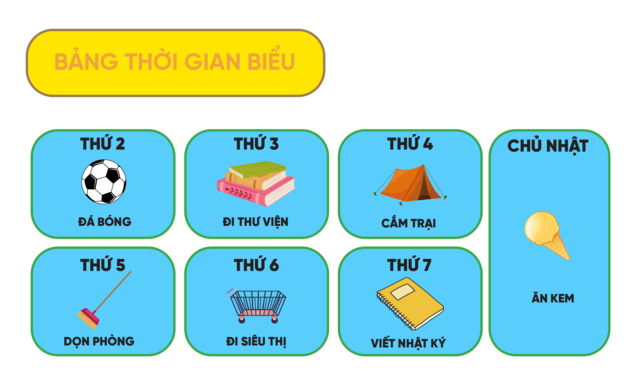 BẢNG THỜI GIAN BIỂU
THỨ 2
ĐÁ BÓNG
THỨ 3
ĐI THƯ VIỆN
THỨ 4
CẮM TRẠI
CHỦ NHẬT
ĂN KEM
THỨ 5
DỌN PHÒNG
THỨ 6
ĐI SIÊU THỊ
THỨ 7
VIẾT NHẬT KÝ